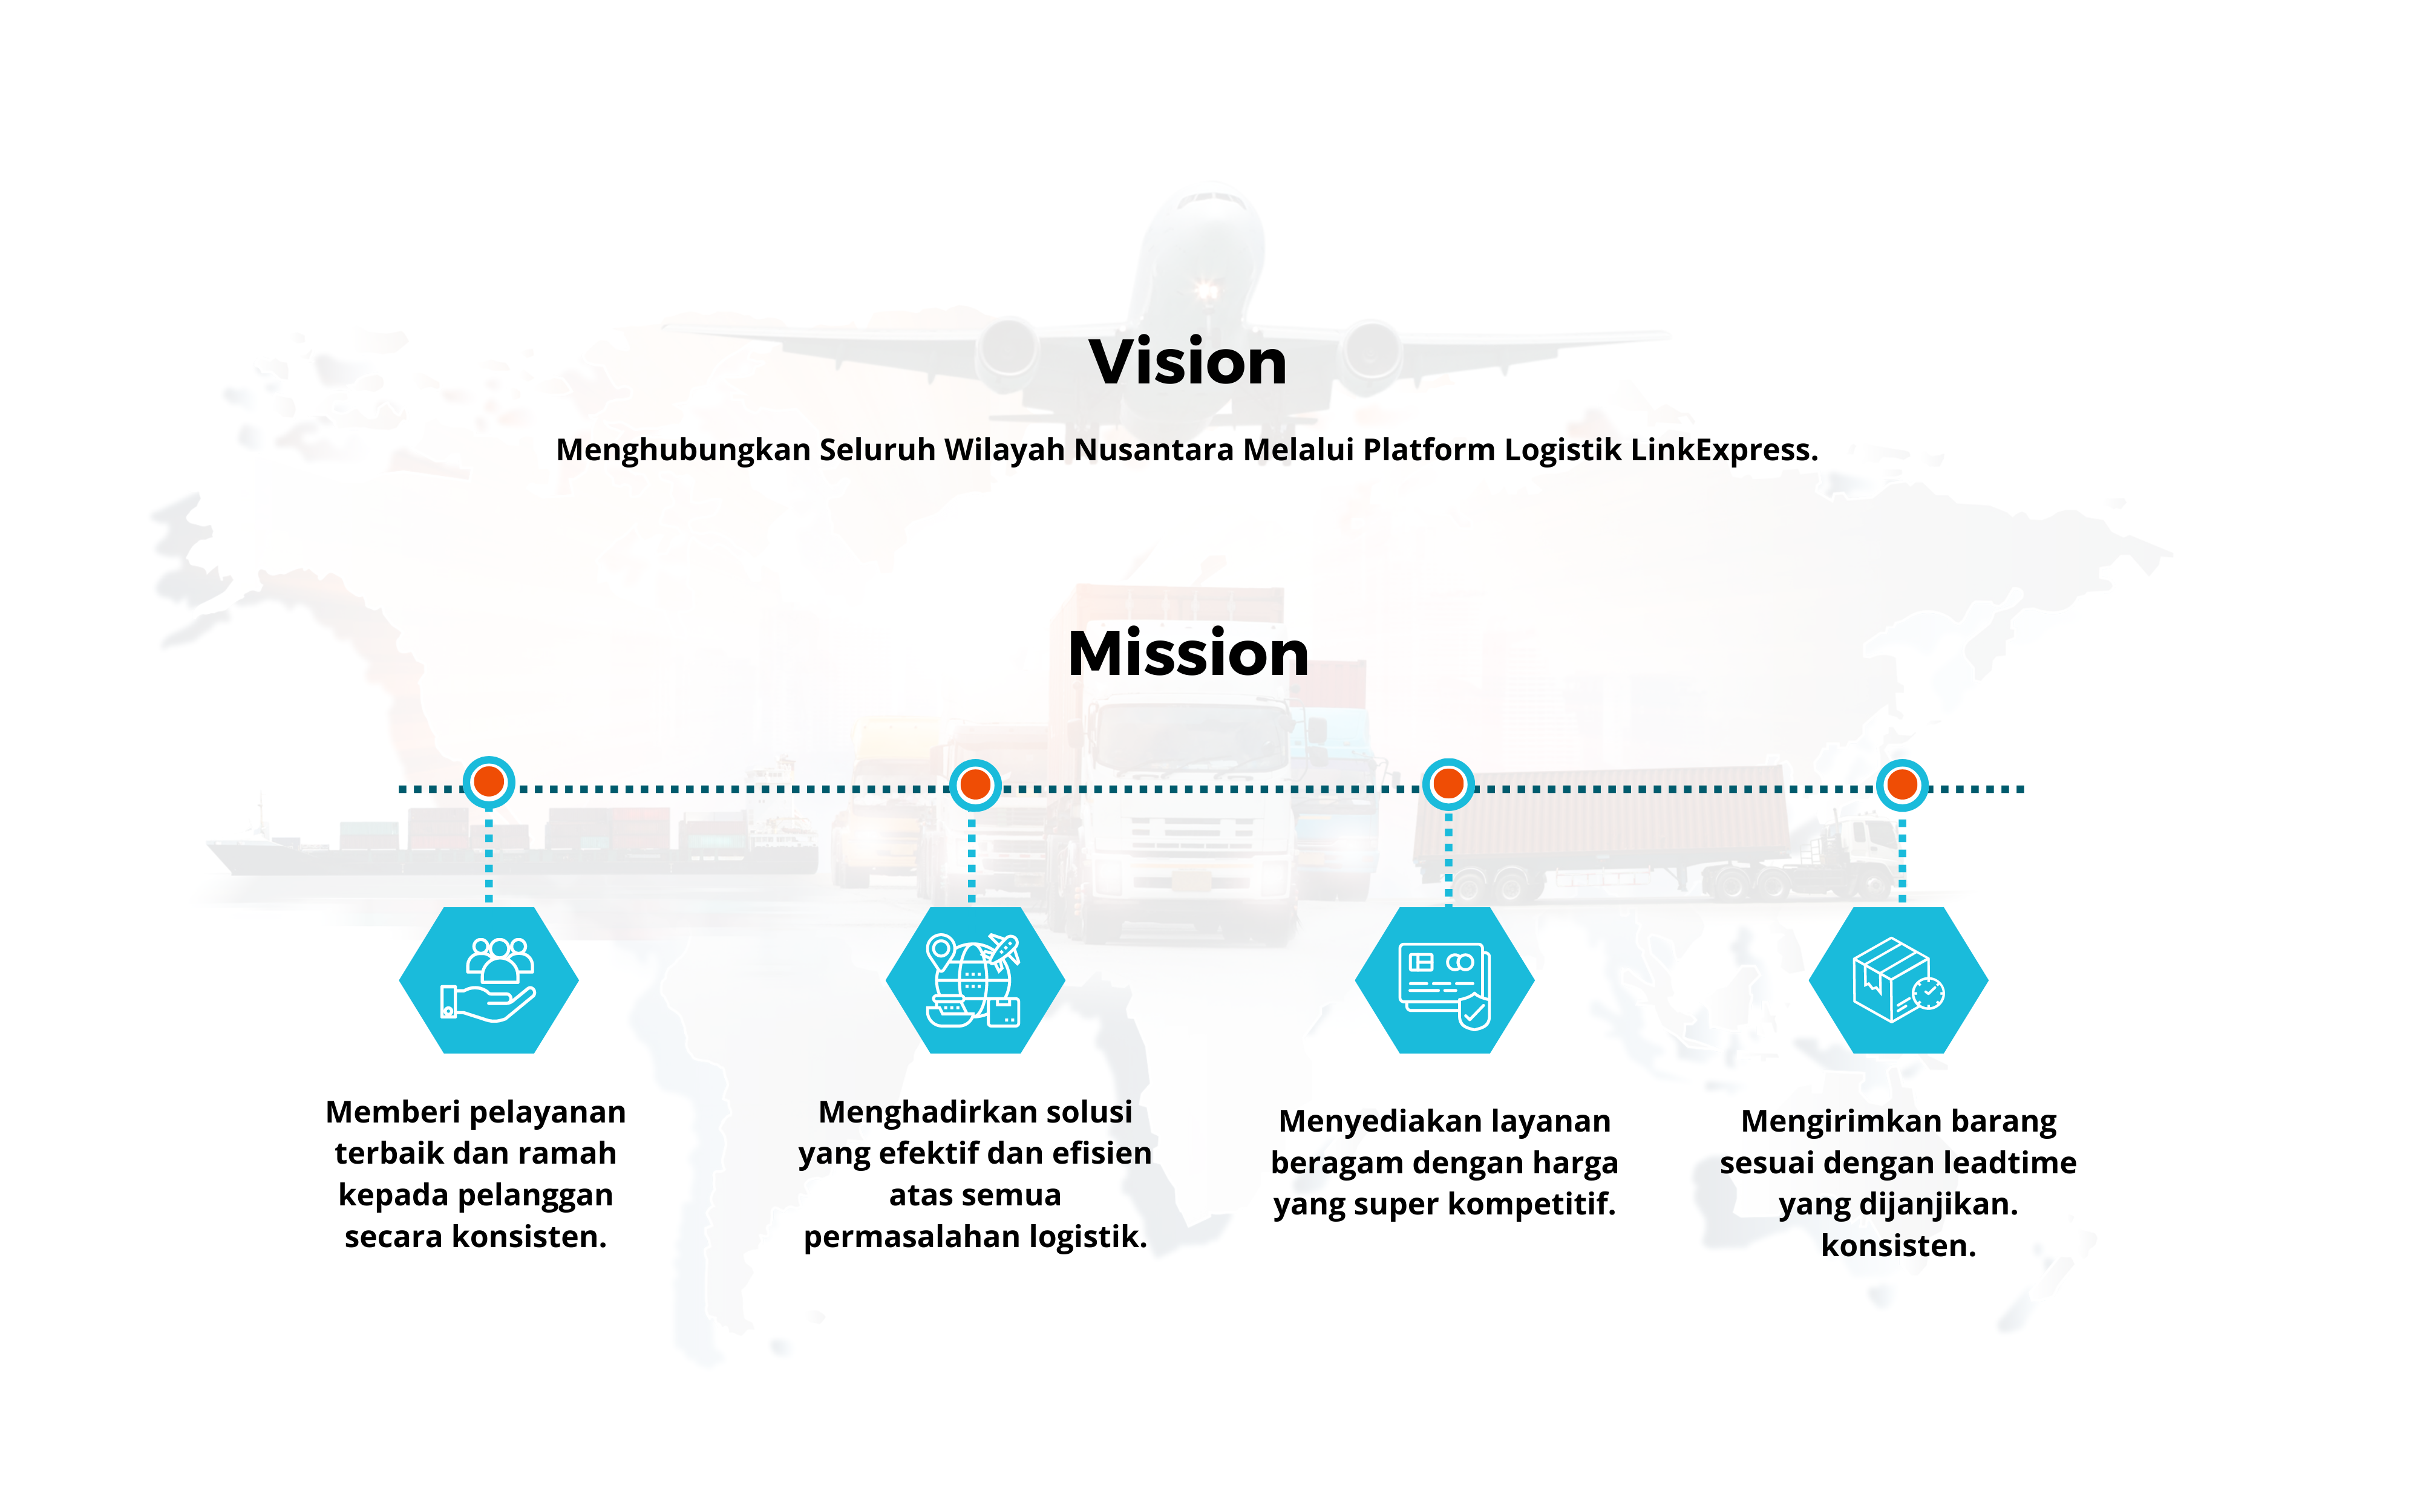 Vision
Menghubungkan Seluruh Wilayah Nusantara Melalui Platform Logistik LinkExpress.
Mission
Memberi pelayanan
terbaik dan ramah
kepada pelanggan
secara konsisten.
Menghadirkan solusi
yang efektif dan efisien
atas semua
permasalahan logistik.
Menyediakan layanan
beragam dengan harga
yang super kompetitif.
Mengirimkan barang
sesuai dengan leadtime
yang dijanjikan.
konsisten.